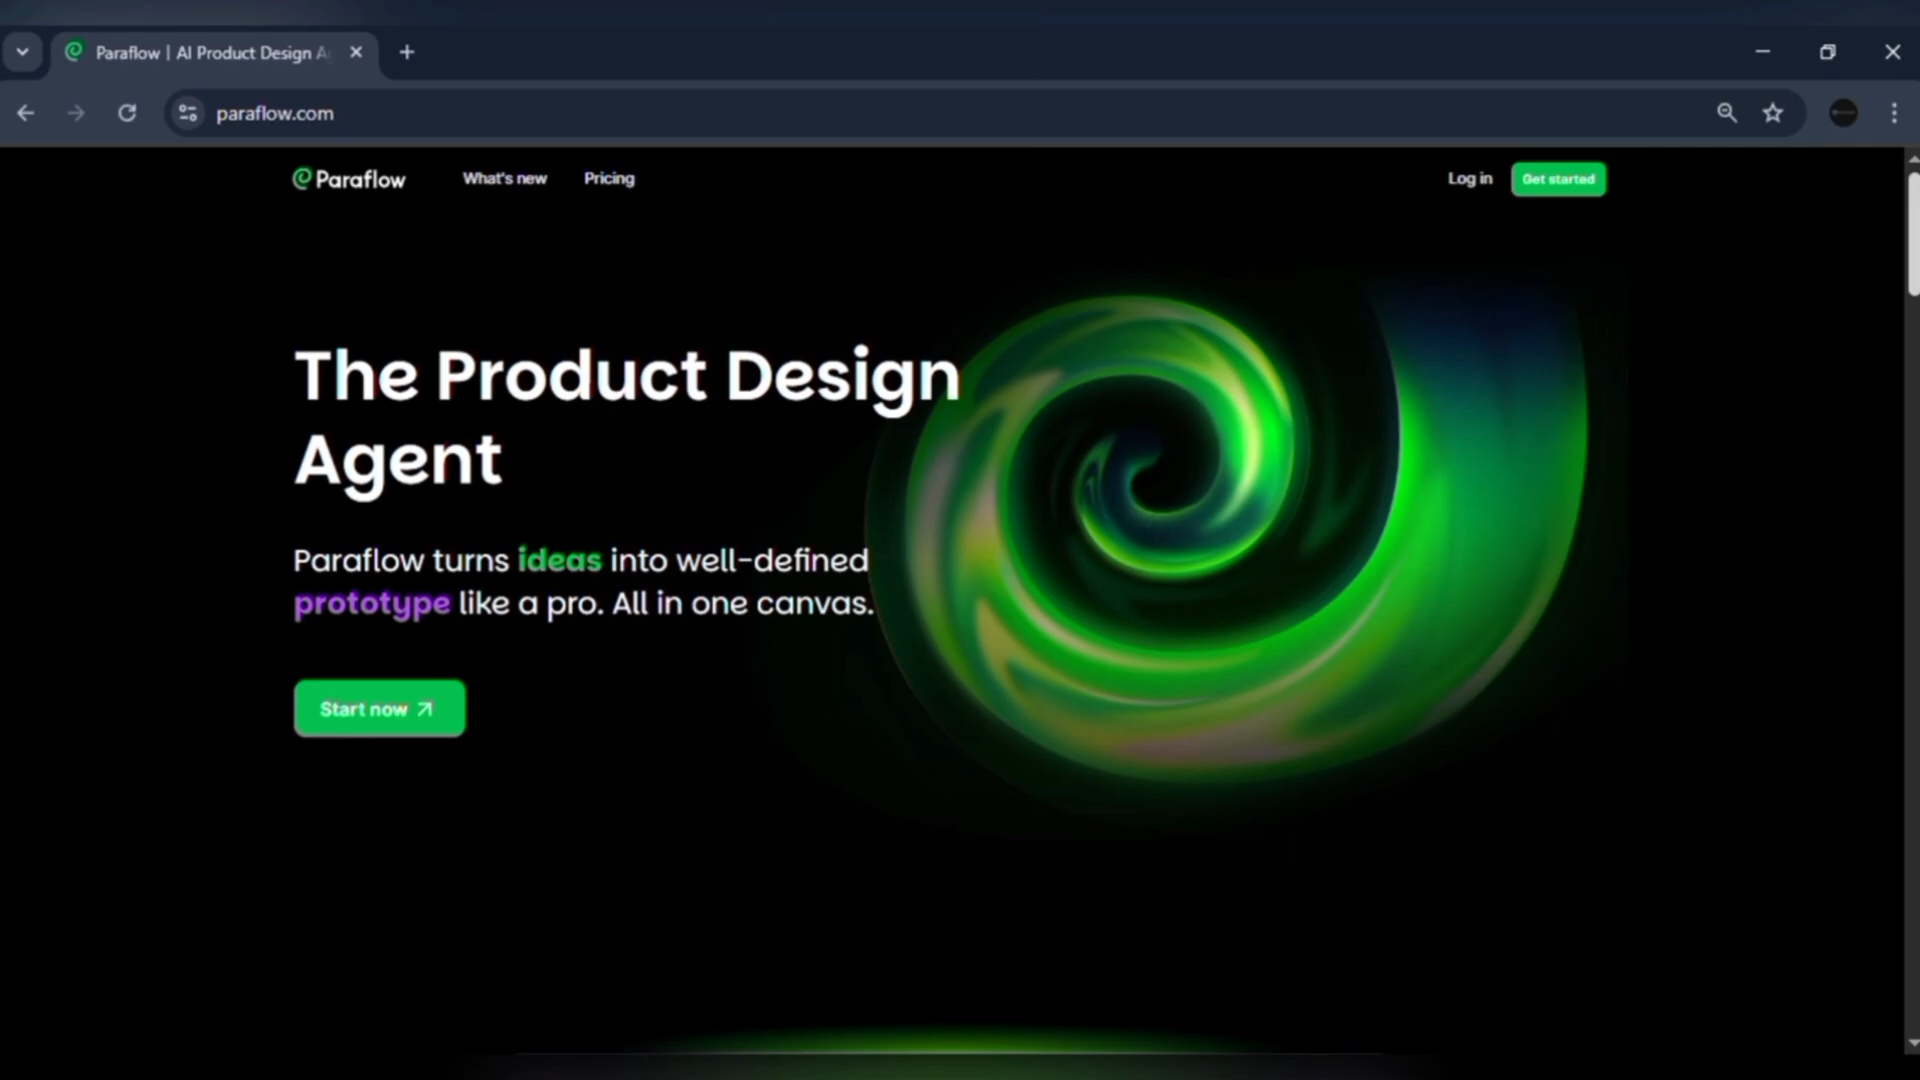 Paraflow | AI Product Design A
paraflow.com
Paraflow
What's new
Pricing
Log in
Get started
The Product Design
Agent
Paraflow turns ideas into well-defined
prototype like a pro. All in one canvas.
Start now